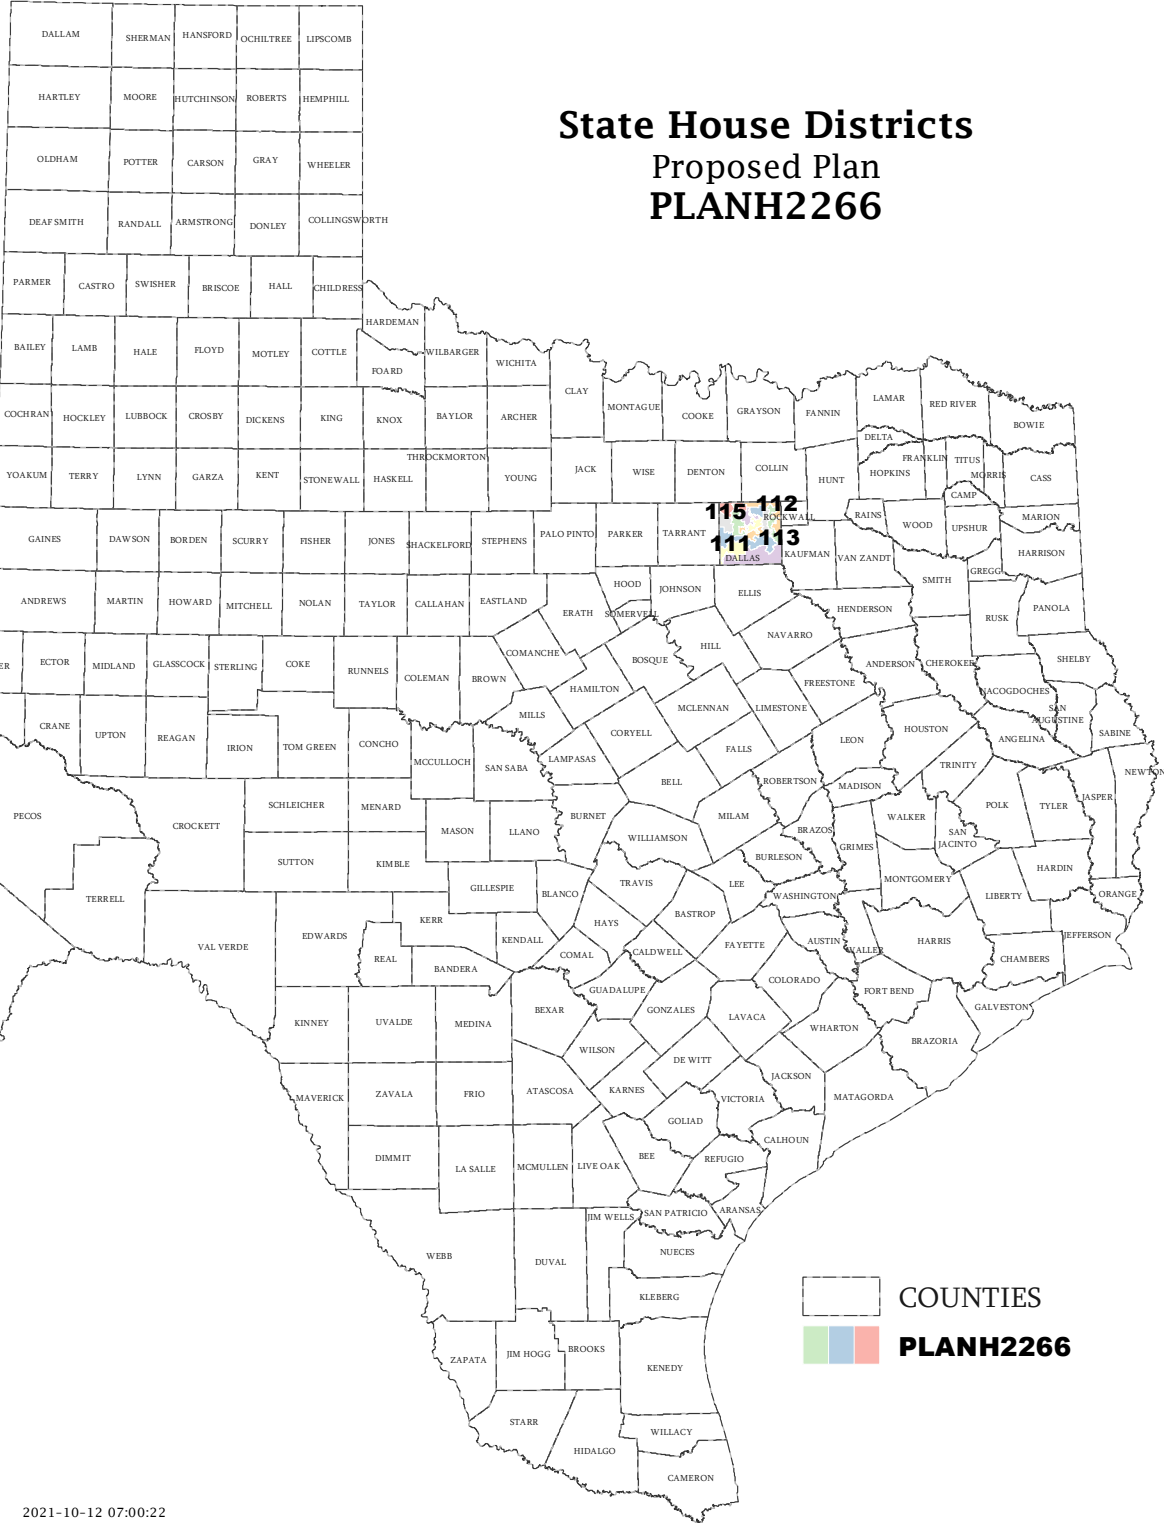 State House Districts
Proposed Plan
PLANH2266
DALLAM SHERMAN HANSFORD OCHILTREE LIPSCOMB
HARTLEY MOORE HUTCHINSON ROBERTS HEMPHILL
OLDHAM POTTER CARSON GRAY WHEELER
DEAF SMITH RANDALL ARMSTRONG DONLEY COLLINGSWORTH
PARMER CASTRO SWISHER BRISCOE HALL CHILDRESS
HARDEMAN
BAILEY LAMB HALE FLOYD MOTLEY COTTLE FOARD WILBARGER WICHITA
CLAY MONTAGUE COOKE GRAYSON FANNIN LAMAR RED RIVER BOWIE
COCHRAN HOCKLEY LUBBOCK CROSBY DICKENS KING KNOX BAYLOR ARCHER
DELTA FRANKLIN TITUS MORRIS CASS
YOAKUM TERRY LYNN GARZA KENT STONEWALL HASKELL THROCKMORTON YOUNG JACK WISE DENTON COLLIN HUNT HOPKINS
CAMP
115 112
ROCKWALL RAINS WOOD UPSHUR MARION
GAINES DAWSON BORDEN SCURRY FISHER JONES SHACKELFORD STEPHENS PALO PINTO PARKER TARRANT
111 113
DALLAS KAUFMAN VAN ZANDT HARRISON
SMITH GREGG
ANDREWS MARTIN HOWARD MITCHELL NOLAN TAYLOR CALLAHAN EASTLAND ERATH HOOD SOMERVELL JOHNSON ELLIS HENDERSON RUSK PANOLA
NAVARRO
ER ECTOR MIDLAND GLASSCOCK STERLING COKE RUNNELS COLEMAN BROWN COMANCHE BOSQUE HILL ANDERSON CHEROKEE SHELBY
HAMILTON FREESTONE NACOGDOCHES
MILLS MCLENNAN LIMESTONE SAN
AUGUSTINE
CRANE UPTON REAGAN IRION TOM GREEN CONCHO CORYELL FALLS LEON HOUSTON ANGELINA SABINE
MCCULLOCH SAN SABA LAMPASAS BELL ROBERTSON MADISON TRINITY NEWTON
PECOS CROCKETT SCHLEICHER MENARD MASON LLANO BURNET MILAM BRAZOS WALKER POLK TYLER JASPER
WILLIAMSON GRIMES SAN
JACINTO
SUTTON KIMBLE BURLESON HARDIN
TERRELL GILLESPIE BLANCO TRAVIS LEE WASHINGTON MONTGOMERY LIBERTY ORANGE
VAL VERDE EDWARDS KERR KENDALL HAYS BASTROP FAYETTE AUSTIN WALLER HARRIS JEFFERSON
REAL BANDERA COMAL CALDWELL COLORADO CHAMBERS
GUADALUPE FORT BEND
KINNEY UVALDE MEDINA BEXAR GONZALES LAVACA WHARTON GALVESTON
WILSON DE WITT BRAZORIA
MAVERICK ZAVALA FRIO ATASCOSA KARNES JACKSON VICTORIA MATAGORDA
GOLIAD CALHOUN
DIMMIT LA SALLE MCMULLEN LIVE OAK BEE REFUGIO
JIM WELLS SAN PATRICIO ARANSAS
WEBB DUVAL NUECES
KLEBERG
ZAPATA JIM HOGG BROOKS KENEDY
STARR HIDALGO WILLACY
CAMERON
COUNTIES
PLANH2266
2021-10-12 07:00:22